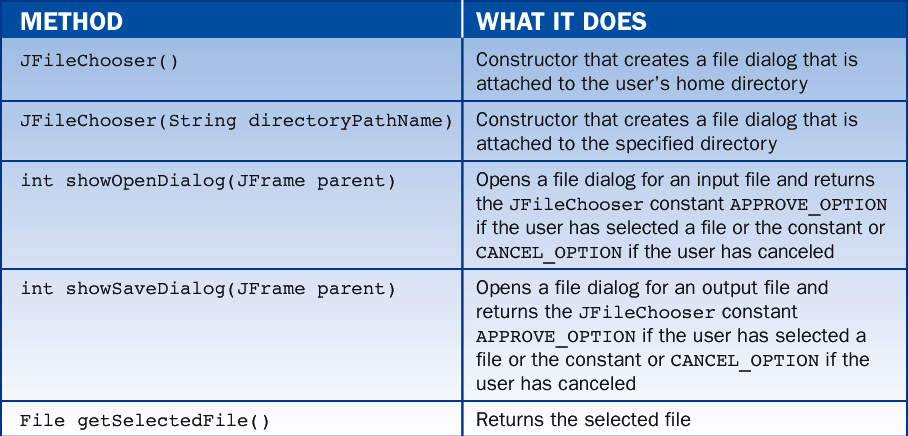 METHOD WHAT IT DOES
JFileChooser() Constructor that creates a file dialog that is
attached to the user’s home directory
JFileChooser(String directoryPathName) Constructor that creates a file dialog that is
attached to the specified directory
int showOpenDialog(JFrame parent) Opens a file dialog for an input file and returns
the JFileChooser constant APPROVE_OPTION
if the user has selected a file or the constant or
CANCEL_OPTION if the user has canceled
int showSaveDialog(JFrame parent) Opens a file dialog for an output file and
returns the JFileChooser constant
APPROVE_OPTION if the user has selected a
file or the constant or CANCEL_OPTION if the
user has canceled
File getSelectedFile() Returns the selected file